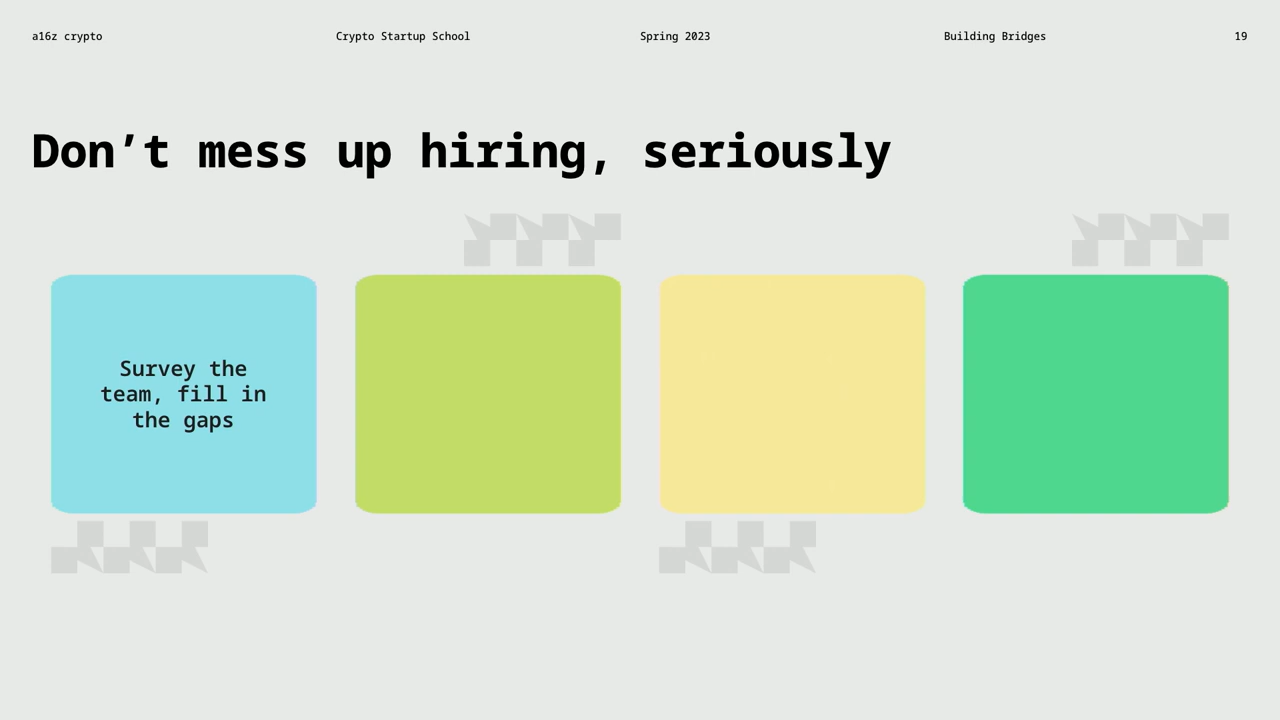 a16z crypto
Crypto Startup School
Spring 2023
Building Bridges
19
Don’t mess up hiring, seriously
Survey the
team, fill in
the gaps